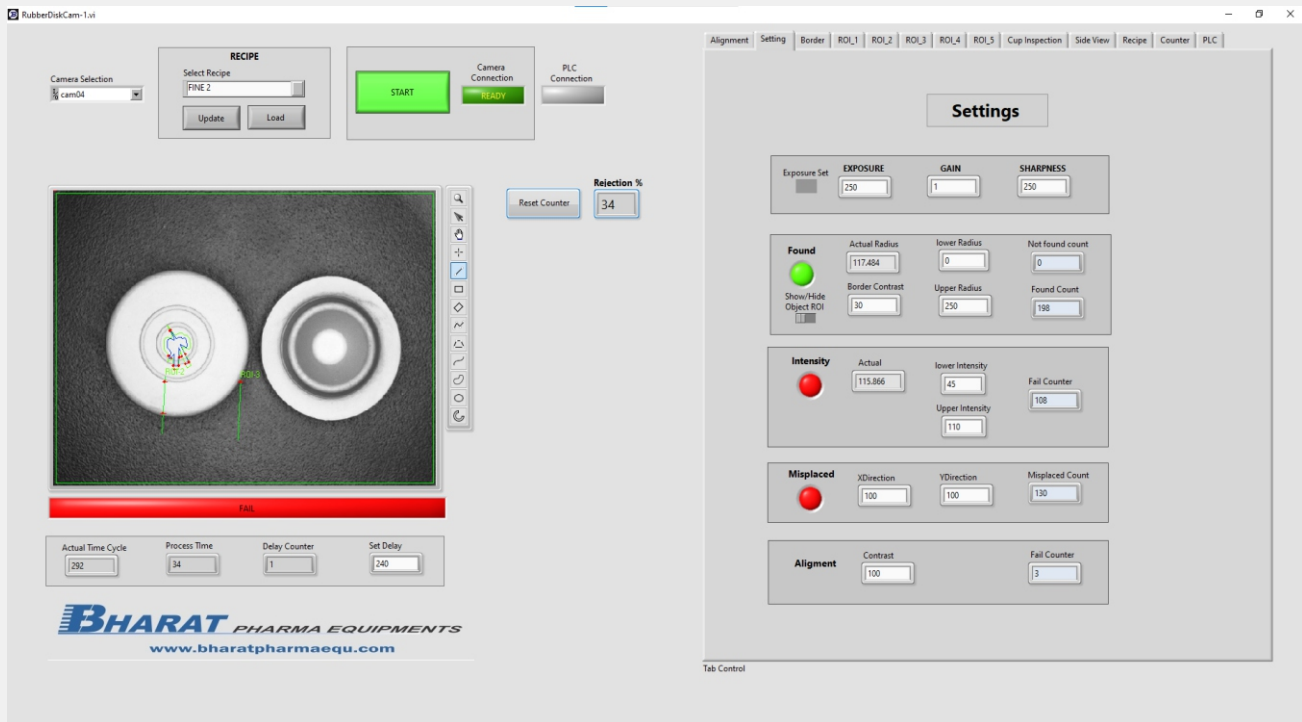 RubberDiskCam-1.vi
Camera Selection
cam04
RECIPE
Select Recipe
FINE 2
Update
Load
START
Camera
Connection
READY
PLC
Connection
Reset Counter
Rejection %
34
ROI-2
ROI-3
FAIL
Actual Time Cycle
292
Process TIme
34
Delay Counter
1
Set Delay
240
BHARAT PHARMA EQUIPMENTS
www.bharatpharmaequ.com
Alignment
Setting
Border
ROI_1
ROI_2
ROI_3
ROI_4
ROI_5
Cup Inspection
Side View
Recipe
Counter
PLC
Settings
Exposure Set
EXPOSURE
250
GAIN
1
SHARPNESS
250
Found
Show/Hide
Object ROI
Actual Radius
117.484
lower Radius
0
Not found count
0
Border Contrast
30
Upper Radius
250
Found Count
198
Intensity
Actual
115.866
lower Intensity
45
Upper Intensity
110
Fail Counter
108
Misplaced
XDirection
100
YDirection
100
Misplaced Count
130
Aligment
Contrast
100
Fail Counter
3
Tab Control